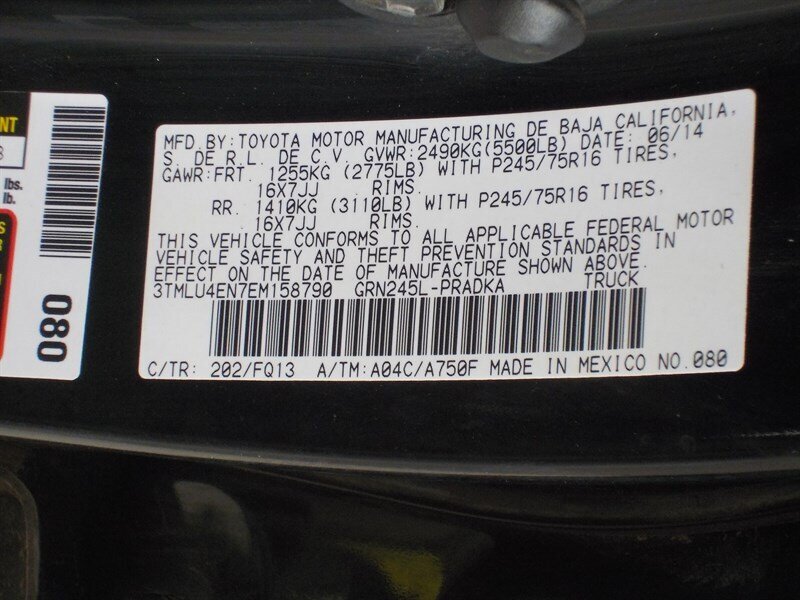 MFD.BY:TOYOTA MOTOR MANUFACTURING DE BAJA CALIFORNIA,
S. DE R.L. DE C.V. GVWR:2490KG(5500LB) DATE: 06/14
GAWR:FRT. 1255KG (2775LB) WITH P245/75R16 TIRES,
16X7JJ RIMS.
RR. 1410KG (3110LB) WITH P245/75R16 TIRES,
16X7JJ RIMS.
THIS VEHICLE CONFORMS TO ALL APPLICABLE FEDERAL MOTOR
VEHICLE SAFETY AND THEFT PREVENTION STANDARDS IN
EFFECT ON THE DATE OF MANUFACTURE SHOWN ABOVE.
3TMLU4EN7EM158790 GRN245L-PRADKA TRUCK
C/TR: 202/FQ13 A/TM:A04C/A750F MADE IN MEXICO NO.080
NT
lbs.
lb.
S
R
080